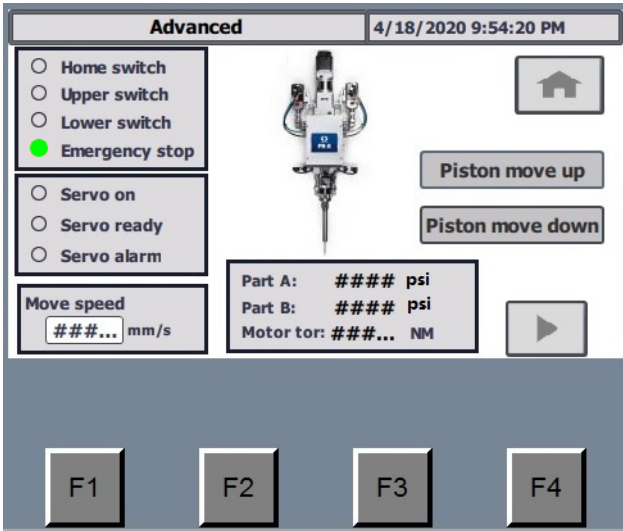 Advanced
4/18/2020 9:54:20 PM
Home switch
Upper switch
Lower switch
Emergency stop
Servo on
Servo ready
Servo alarm
Move speed
###... mm/s
Part A: #### psi
Part B: #### psi
Motor tor: ###... NM
Piston move up
Piston move down
F1
F2
F3
F4